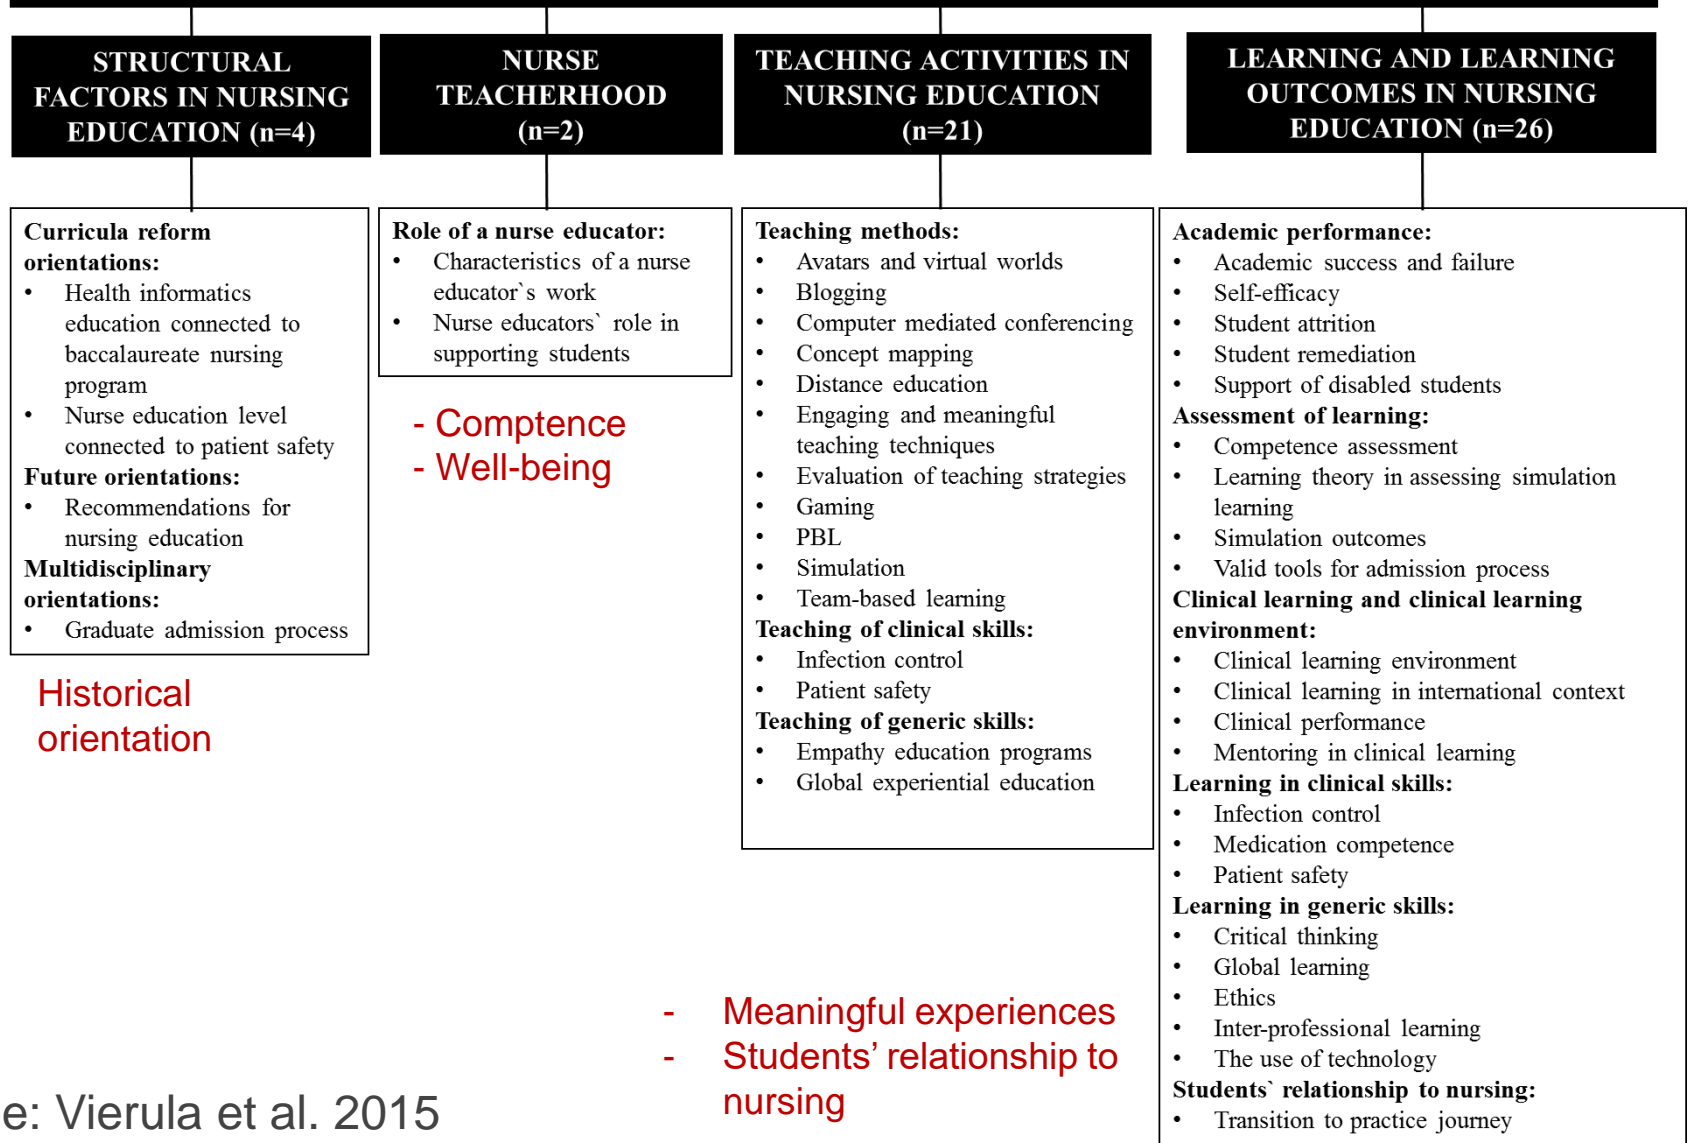 STRUCTURAL
FACTORS IN NURSING
EDUCATION (n=4)
Curricula reform
orientations:
• Health informatics
education connected to
baccalaureate nursing
program
• Nurse education level
connected to patient safety
Future orientations:
• Recommendations for
nursing education
Multidisciplinary
orientations:
• Graduate admission process
Historical
orientation
NURSE
TEACHERHOOD
(n=2)
Role of a nurse educator:
• Characteristics of a nurse
educator`s work
• Nurse educators` role in
supporting students
- Comptence
- Well-being
TEACHING ACTIVITIES IN
NURSING EDUCATION
(n=21)
Teaching methods:
• Avatars and virtual worlds
• Blogging
• Computer mediated conferencing
• Concept mapping
• Distance education
• Engaging and meaningful
teaching techniques
• Evaluation of teaching strategies
• Gaming
• PBL
• Simulation
• Team-based learning
Teaching of clinical skills:
• Infection control
• Patient safety
Teaching of generic skills:
• Empathy education programs
• Global experiential education
- Meaningful experiences
- Students’ relationship to
nursing
LEARNING AND LEARNING
OUTCOMES IN NURSING
EDUCATION (n=26)
Academic performance:
• Academic success and failure
• Self-efficacy
• Student attrition
• Student remediation
• Support of disabled students
Assessment of learning:
• Competence assessment
• Learning theory in assessing simulation
learning
• Simulation outcomes
• Valid tools for admission process
Clinical learning and clinical learning
environment:
• Clinical learning environment
• Clinical learning in international context
• Clinical performance
• Mentoring in clinical learning
Learning in clinical skills:
• Infection control
• Medication competence
• Patient safety
Learning in generic skills:
• Critical thinking
• Global learning
• Ethics
• Inter-professional learning
• The use of technology
Students` relationship to nursing:
• Transition to practice journey
e: Vierula et al. 2015